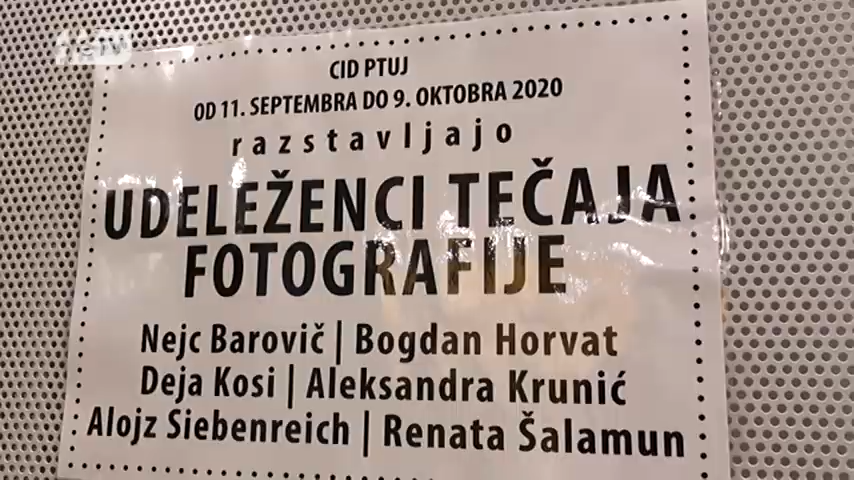 CID PTUJ
OD 11. SEPTEMBRA DO 9. OKTOBRA 2020
razstavljajo
UDELEŽENCI TEČAJA
FOTOGRAFIJE
Nejc Barovič | Bogdan Horvat
Deja Kosi | Aleksandra Krunić
Alojz Siebenreich | Renata Šalamun